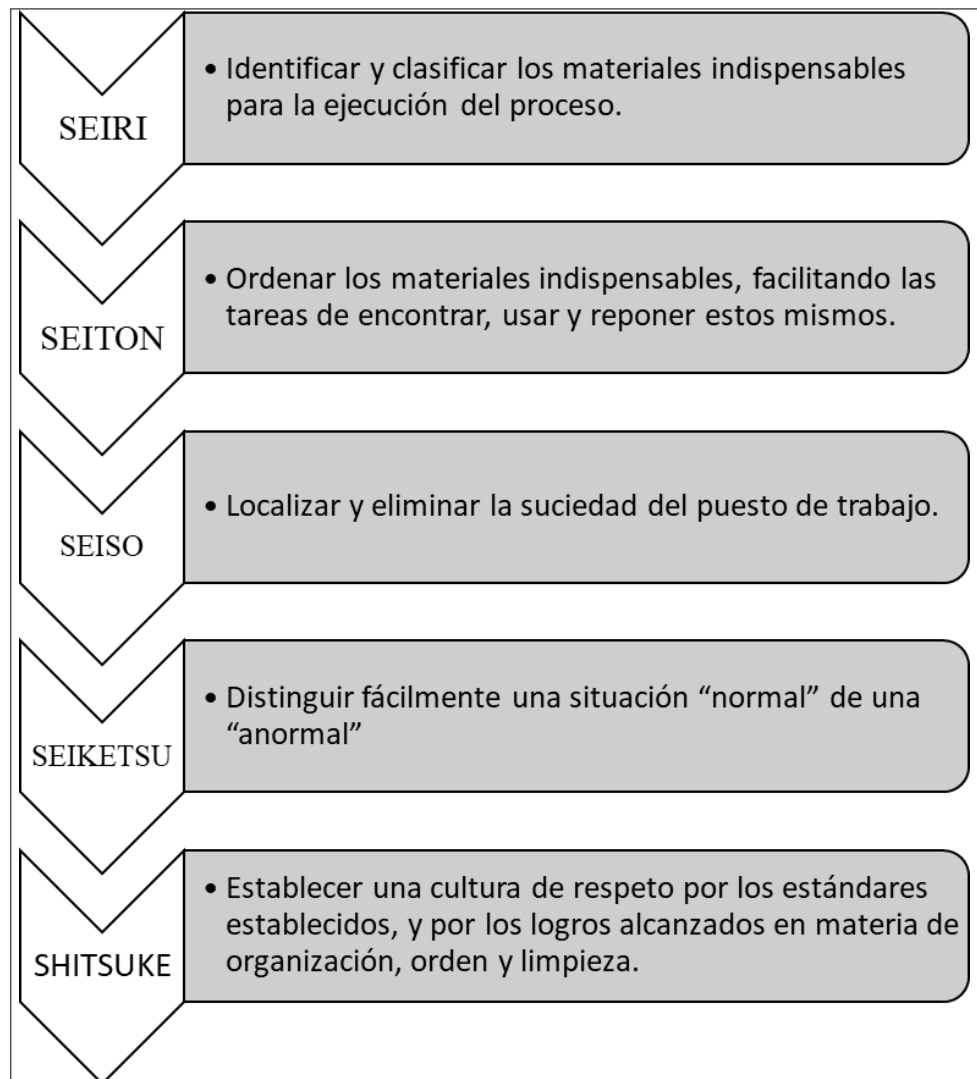 SEIRI
• Identificar y clasificar los materiales indispensables
para la ejecución del proceso.
SEITON
• Ordenar los materiales indispensables, facilitando las
tareas de encontrar, usar y reponer estos mismos.
SEISO
• Localizar y eliminar la suciedad del puesto de trabajo.
SEIKETSU
• Distinguir fácilmente una situación “normal” de una
“anormal”
SHITSUKE
• Establecer una cultura de respeto por los estándares
establecidos, y por los logros alcanzados en materia de
organización, orden y limpieza.